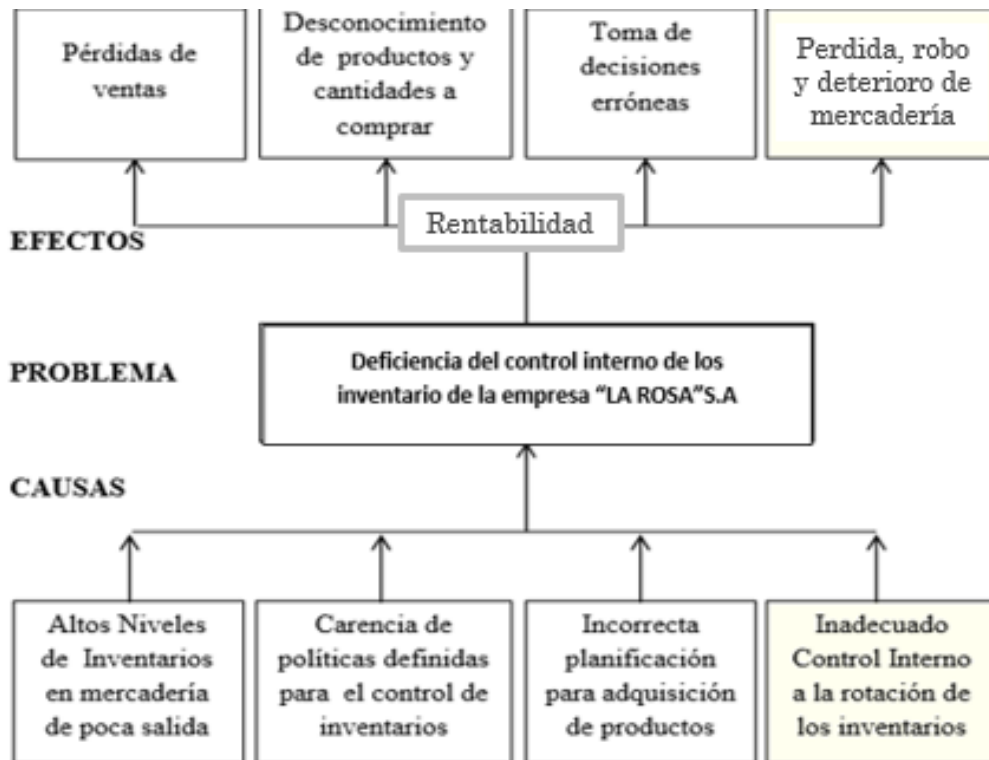 Pérdidas de
ventas
Desconocimiento
de productos y
cantidades a
comprar
Toma de
decisiones
erróneas
Perdida, robo
y deterioro de
mercadería
Rentabilidad
EFECTOS
PROBLEMA
Deficiencia del control interno de los
inventario de la empresa “LA ROSA”S.A
CAUSAS
Altos Niveles
de Inventarios
en mercadería
de poca salida
Carencia de
políticas definidas
para el control de
inventarios
Incorrecta
planificación
para adquisición
de productos
Inadecuado
Control Interno
a la rotación de
los inventarios